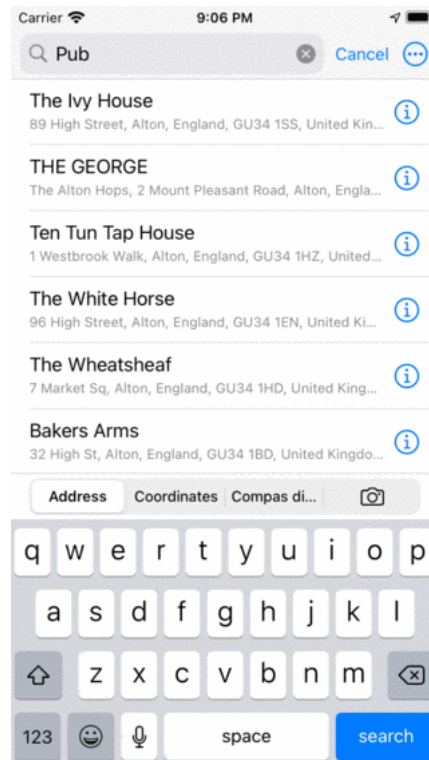 Carrier 9:06 PM
Pub Cancel
The Ivy House
89 High Street, Alton, England, GU34 1SS, United Kin...
THE GEORGE
The Alton Hops, 2 Mount Pleasant Road, Alton, Engla...
Ten Tun Tap House
1 Westbrook Walk, Alton, England, GU34 1HZ, United...
The White Horse
96 High Street, Alton, England, GU34 1EN, United Ki...
The Wheatsheaf
7 Market Sq, Alton, England, GU34 1HD, United King...
Bakers Arms
32 High St, Alton, England, GU34 1BD, United Kingdo...
Address Coordinates Compas di...
q w e r t y u i o p
a s d f g h j k l
z x c v b n m
123 space search